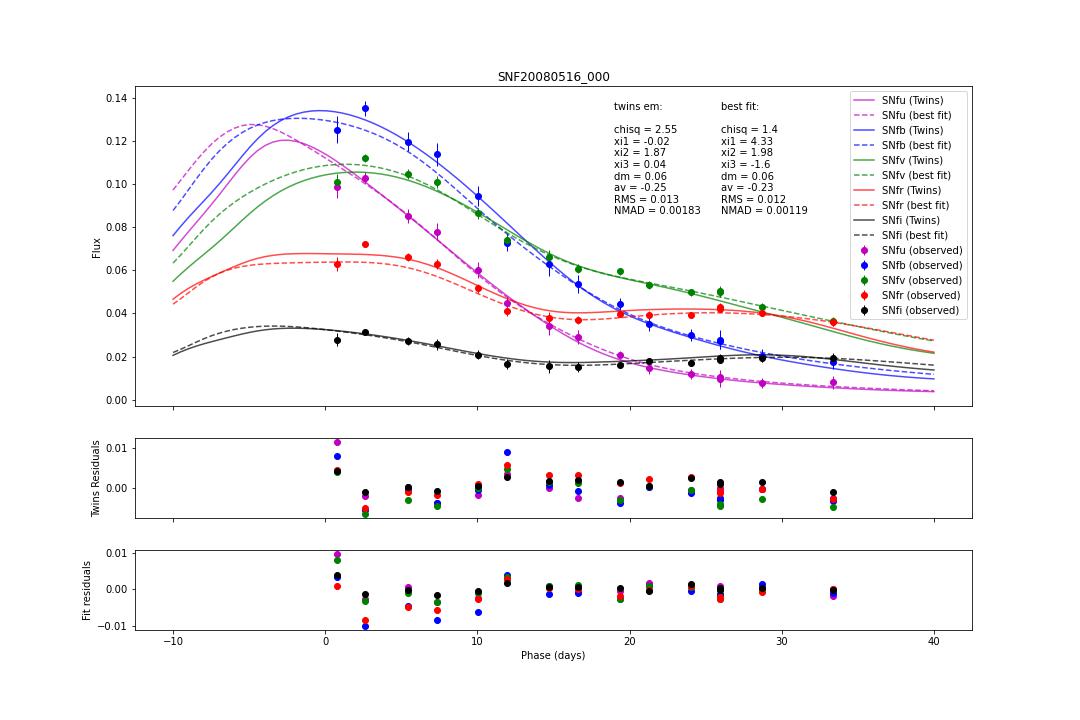 SNF20080516_000
0.14
0.12
0.10
0.08
0.06
0.04
0.02
0.00
Flux
twins em:
chisq = 2.55
xi1 = -0.02
xi2 = 1.87
xi3 = 0.04
dm = 0.06
av = -0.25
RMS = 0.013
NMAD = 0.00183
best fit:
chisq = 1.4
xi1 = 4.33
xi2 = 1.98
xi3 = -1.6
dm = 0.06
av = -0.23
RMS = 0.012
NMAD = 0.00119
SNfu (Twins)
SNfu (best fit)
SNfb (Twins)
SNfb (best fit)
SNfv (Twins)
SNfv (best fit)
SNfr (Twins)
SNfr (best fit)
SNfi (Twins)
SNfi (best fit)
SNfu (observed)
SNfb (observed)
SNfv (observed)
SNfr (observed)
SNfi (observed)
0.01
0.00
Twins Residuals
0.01
0.00
−0.01
Fit residuals
−10 0 10 20 30 40
Phase (days)